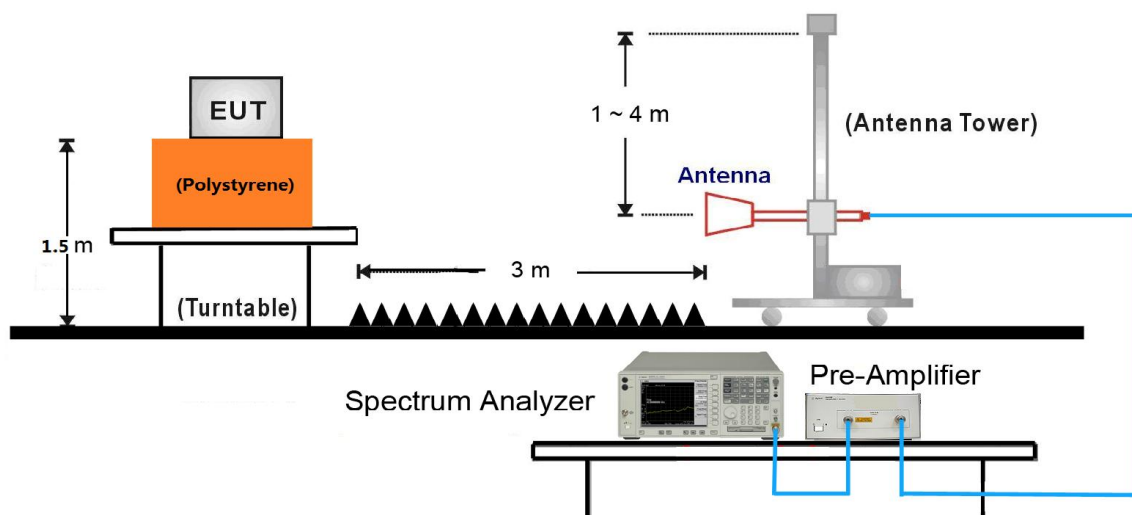 EUT
1 ~ 4 m
(Antenna Tower)
Antenna
(Polystyrene)
1.5 m
3 m
(Turntable)
Spectrum Analyzer
Pre-Amplifier